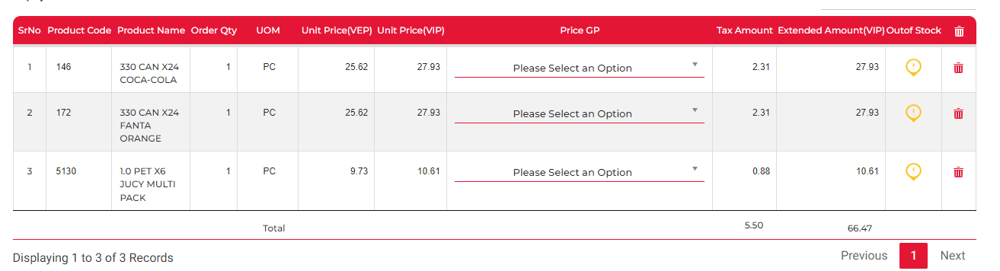 SrNo Product Code Product Name Order Qty UOM Unit Price(VEP) Unit Price(VIP) Price GP Tax Amount Extended Amount(VIP) Outof Stock
1 146 330 CAN X24 1 PC 25.62 27.93 Please Select an Option 2.31 27.93
COCA-COLA
2 172 330 CAN X24 1 PC 25.62 27.93 Please Select an Option 2.31 27.93
FANTA
ORANGE
3 5130 1.0 PET X6 1 PC 9.73 10.61 Please Select an Option 0.88 10.61
JUCY MULTI
PACK
Total 5.50 66.47
Displaying 1 to 3 of 3 Records Previous 1 Next